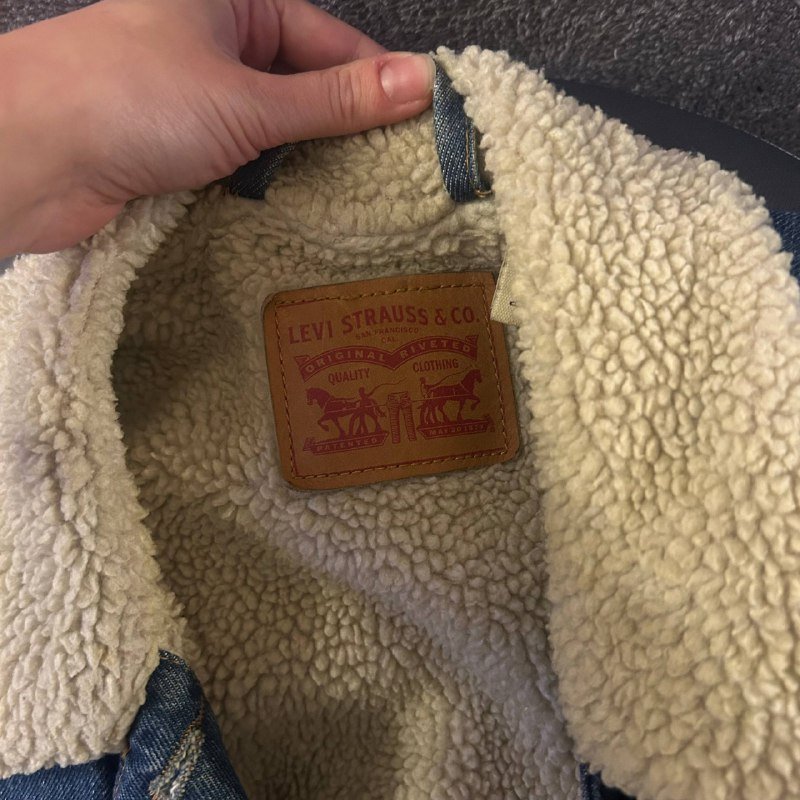 LEVI STRAUSS & CO.
SAN FRANCISCO
CAL.
ORIGINAL RIVETED
QUALITY CLOTHING
PATENTED MAY 20 1873